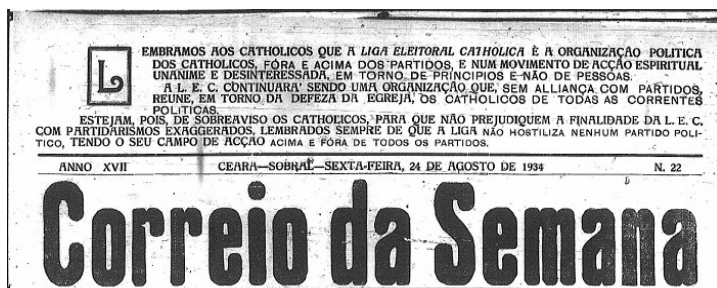 LEMBRAMOS AOS CATHOLICOS QUE A LIGA ELEITORAL CATHOLICA É A ORGANIZAÇÃO POLITICA
DOS CATHOLICOS, FÓRA E ACIMA DOS PARTIDOS, E NUM MOVIMENTO DE ACÇÃO ESPIRITUAL
UNANIME E DESINTERESSADA, EM TORNO DE PRINCIPIOS E NÃO DE PESSOAS.
A L. E. C. CONTINUARA' SENDO UMA ORGANIZAÇÃO QUE, SEM ALLIANÇA COM PARTIDOS,
REUNE, EM TORNO DA DEFEZA DA EGREJA, OS CATHOLICOS DE TODAS AS CORRENTES
POLITICAS.
ESTEJAM, POIS, DE SOBREAVISO OS CATHOLICOS, PARA QUE NÃO PREJUDIQUEM A FINALIDADE DA L. E. C.
COM PARTIDARISMOS EXAGGERADOS, LEMBRADOS SEMPRE DE QUE A LIGA NÃO HOSTILIZA NENHUM PARTIDO POLI-
TICO, TENDO O SEU CAMPO DE ACÇÃO ACIMA E FÓRA DE TODOS OS PARTIDOS.
ANNO XVII CEARA—SOBRAL—SEXTA-FEIRA, 24 DE AGOSTO DE 1934 N. 22
Correio da Semana